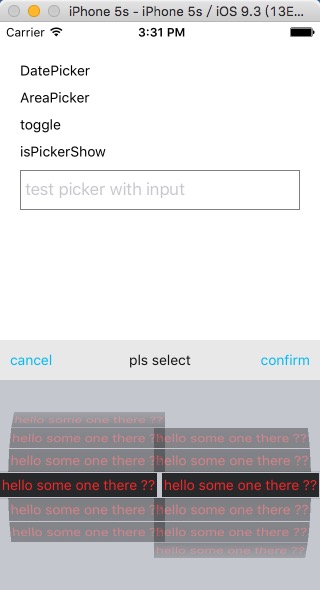 iPhone 5s - iPhone 5s / iOS 9.3 (13E...
Carrier 3:31 PM
DatePicker
AreaPicker
toggle
isPickerShow
test picker with input
cancel pls select confirm
hello some one there ??
hello some one there ?? hello some one there ??
hello some one there ?? hello some one there ??
hello some one there ?? hello some one there ??
hello some one there ?? hello some one there ??
hello some one there ?? hello some one there ??
hello some one there ??